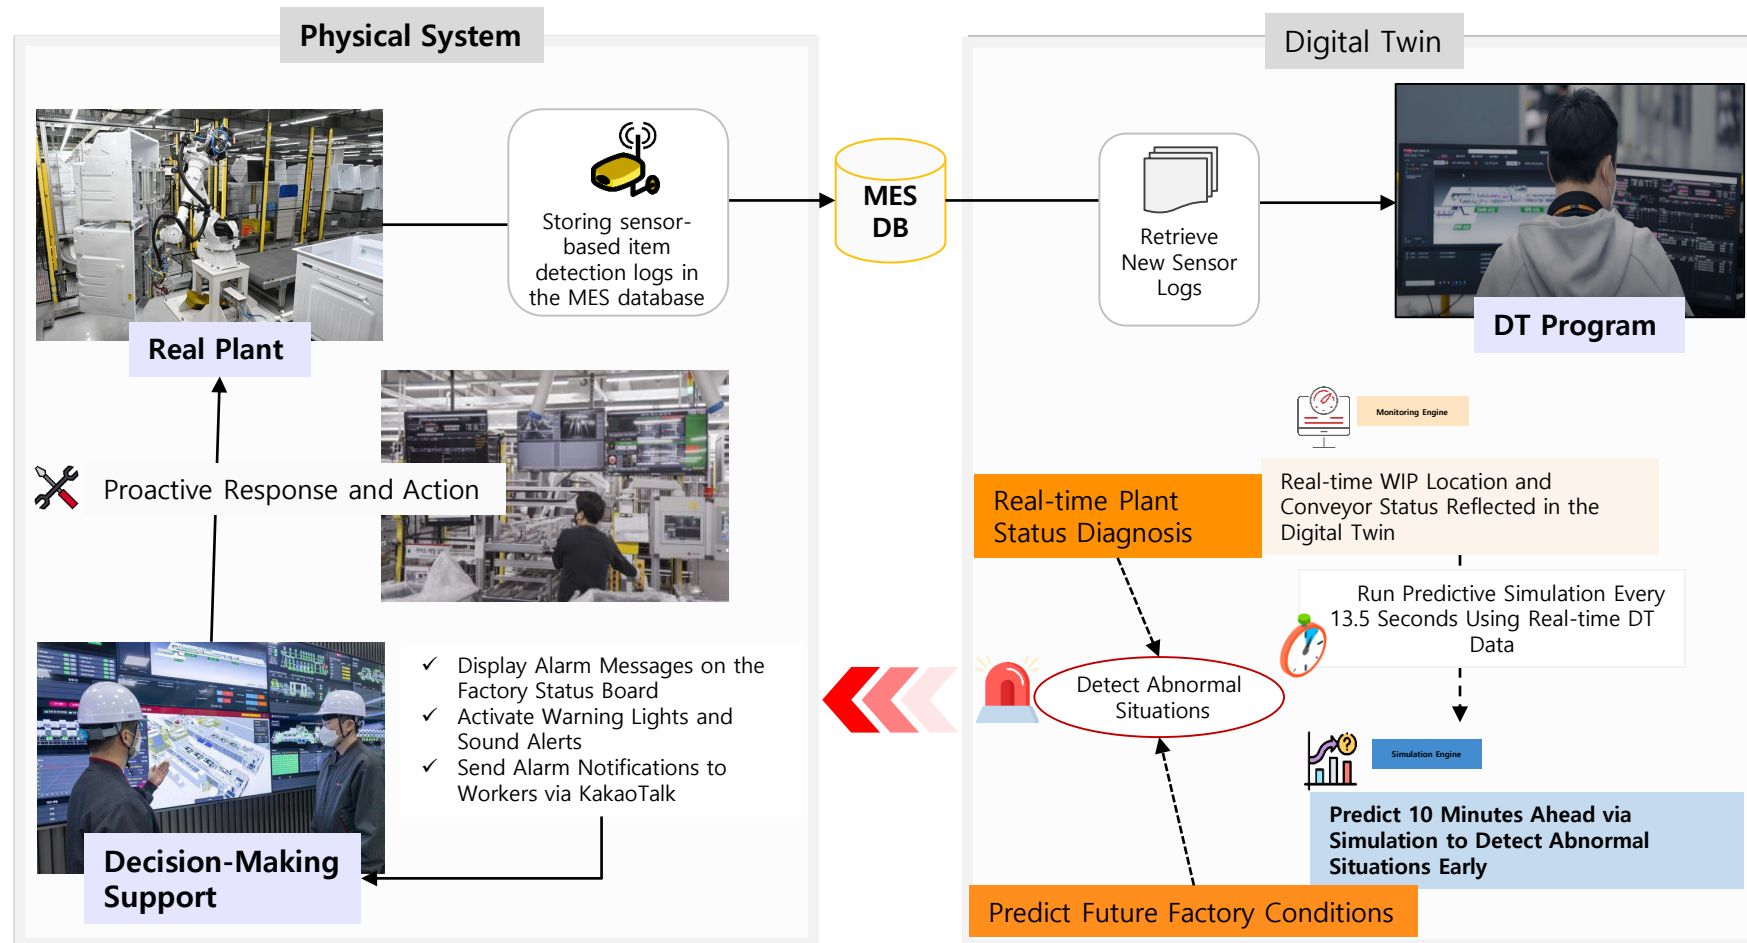 Physical System
Digital Twin
Storing sensor-
based item
detection logs in
the MES database
MES
DB
Retrieve
New Sensor
Logs
Real Plant
DT Program
Monitoring Engine
Proactive Response and Action
Real-time Plant
Status Diagnosis
Real-time WIP Location and
Conveyor Status Reflected in the
Digital Twin
Run Predictive Simulation Every
13.5 Seconds Using Real-time DT
Data
✓ Display Alarm Messages on the
Factory Status Board
✓ Activate Warning Lights and
Sound Alerts
✓ Send Alarm Notifications to
Workers via KakaoTalk
Detect Abnormal
Situations
Simulation Engine
Predict 10 Minutes Ahead via
Simulation to Detect Abnormal
Situations Early
Decision-Making
Support
Predict Future Factory Conditions